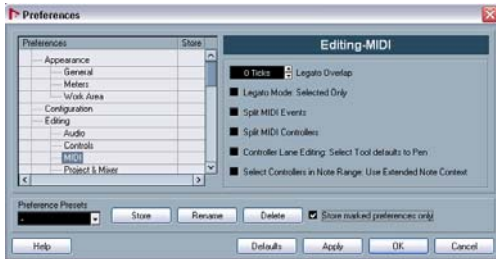 Preferences
Preferences Store
Appearance
General
Meters
Work Area
Configuration
Editing
Audio
Controls
MIDI
Project & Mixer
Editing-MIDI
0 Ticks Legato Overlap
Legato Mode: Selected Only
Split MIDI Events
Split MIDI Controllers
Controller Lane Editing: Select Tool defaults to Pen
Select Controllers in Note Range: Use Extended Note Context
Preference Presets
- Store Rename Delete Store marked preferences only
Help Defaults Apply OK Cancel